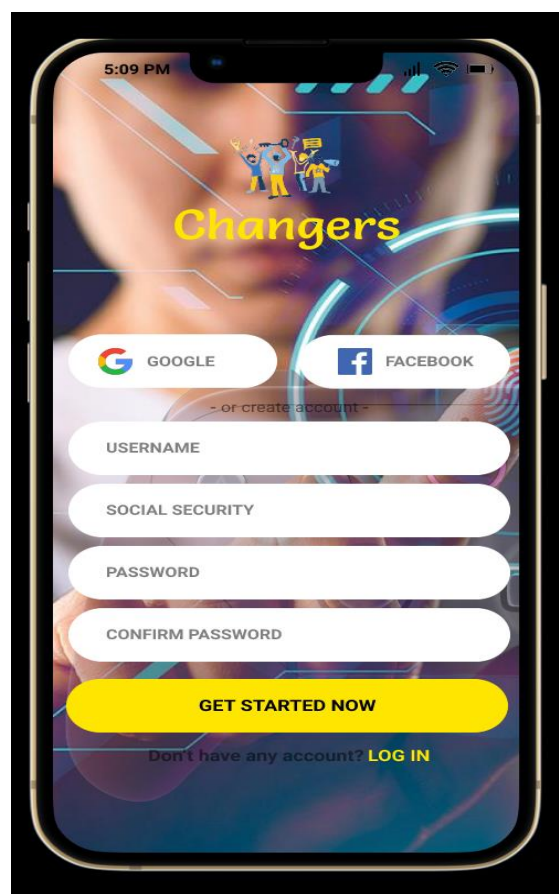 5:09 PM
Changers
GOOGLE FACEBOOK
- or create account -
USERNAME
SOCIAL SECURITY
PASSWORD
CONFIRM PASSWORD
GET STARTED NOW
Don't have any account? LOG IN